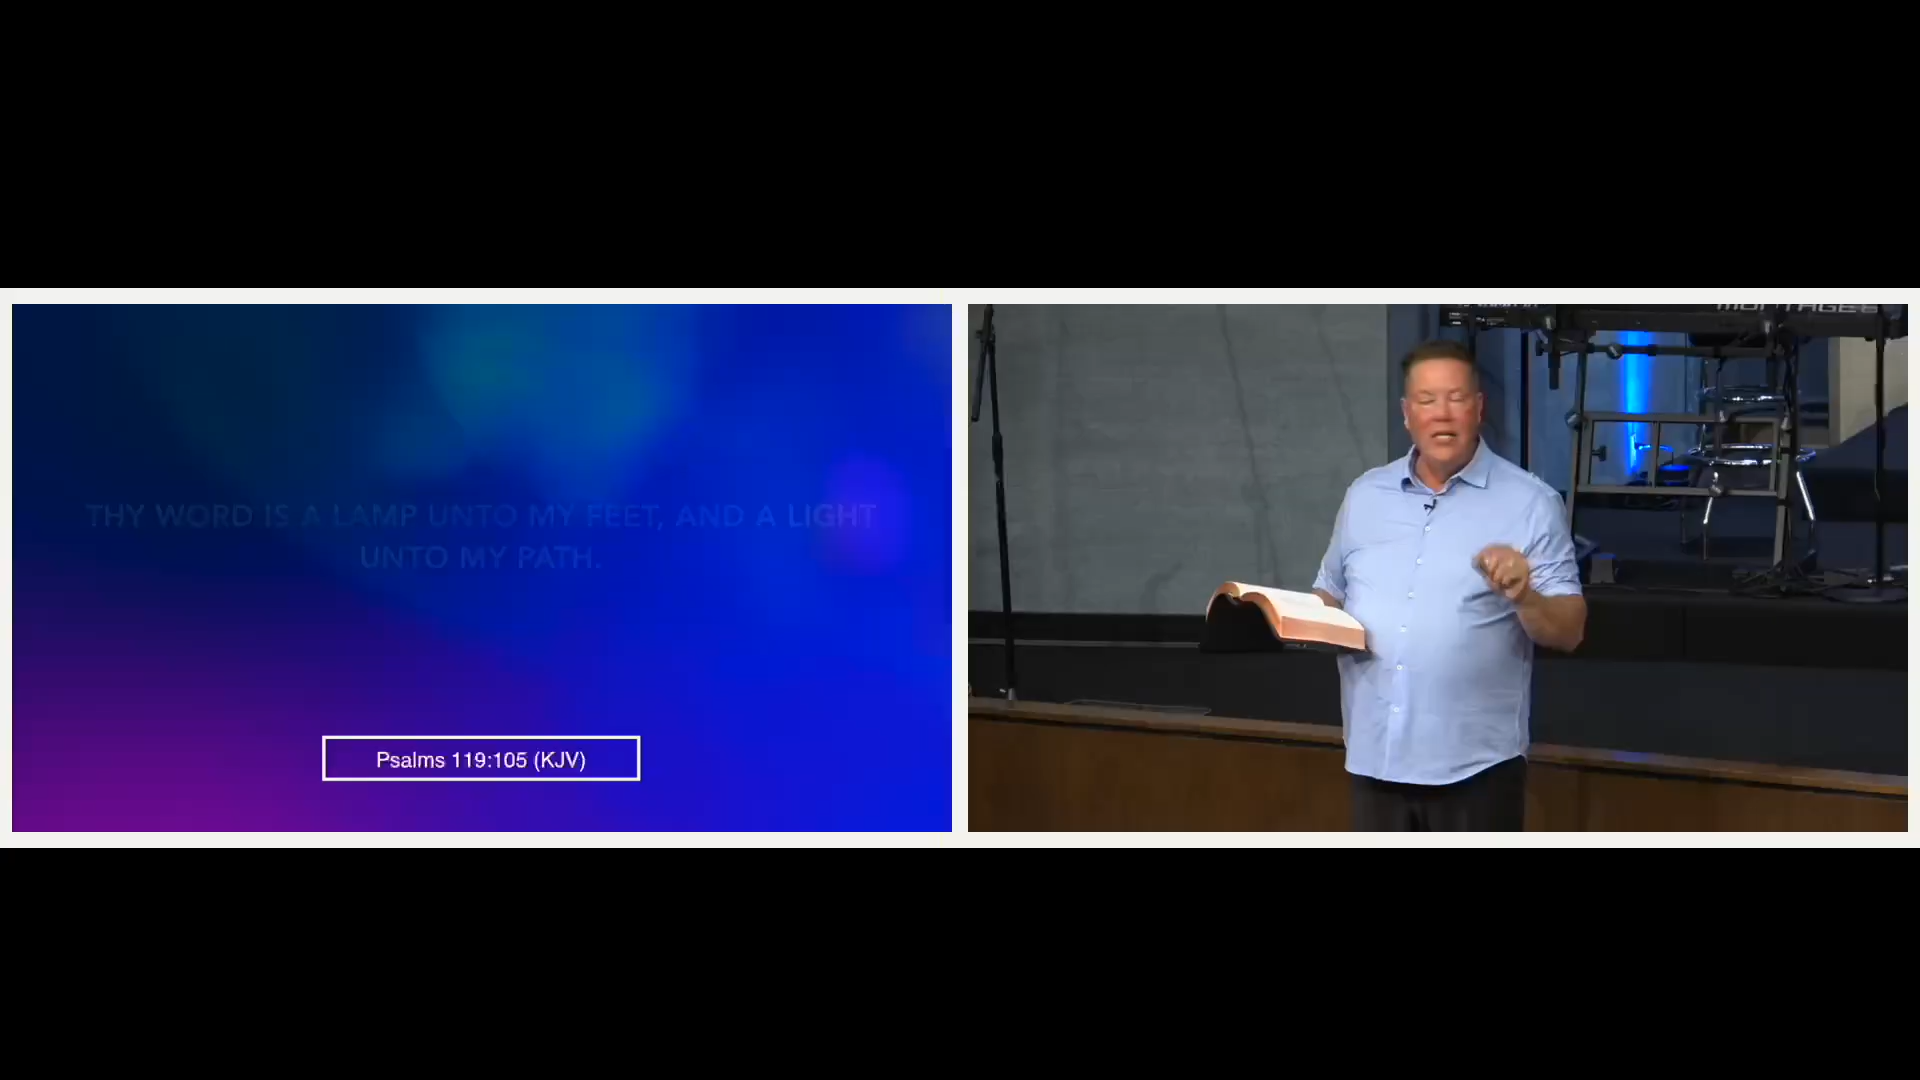 THY WORD IS A LAMP UNTO MY FEET, AND A LIGHT
UNTO MY PATH.
Psalms 119:105 (KJV)